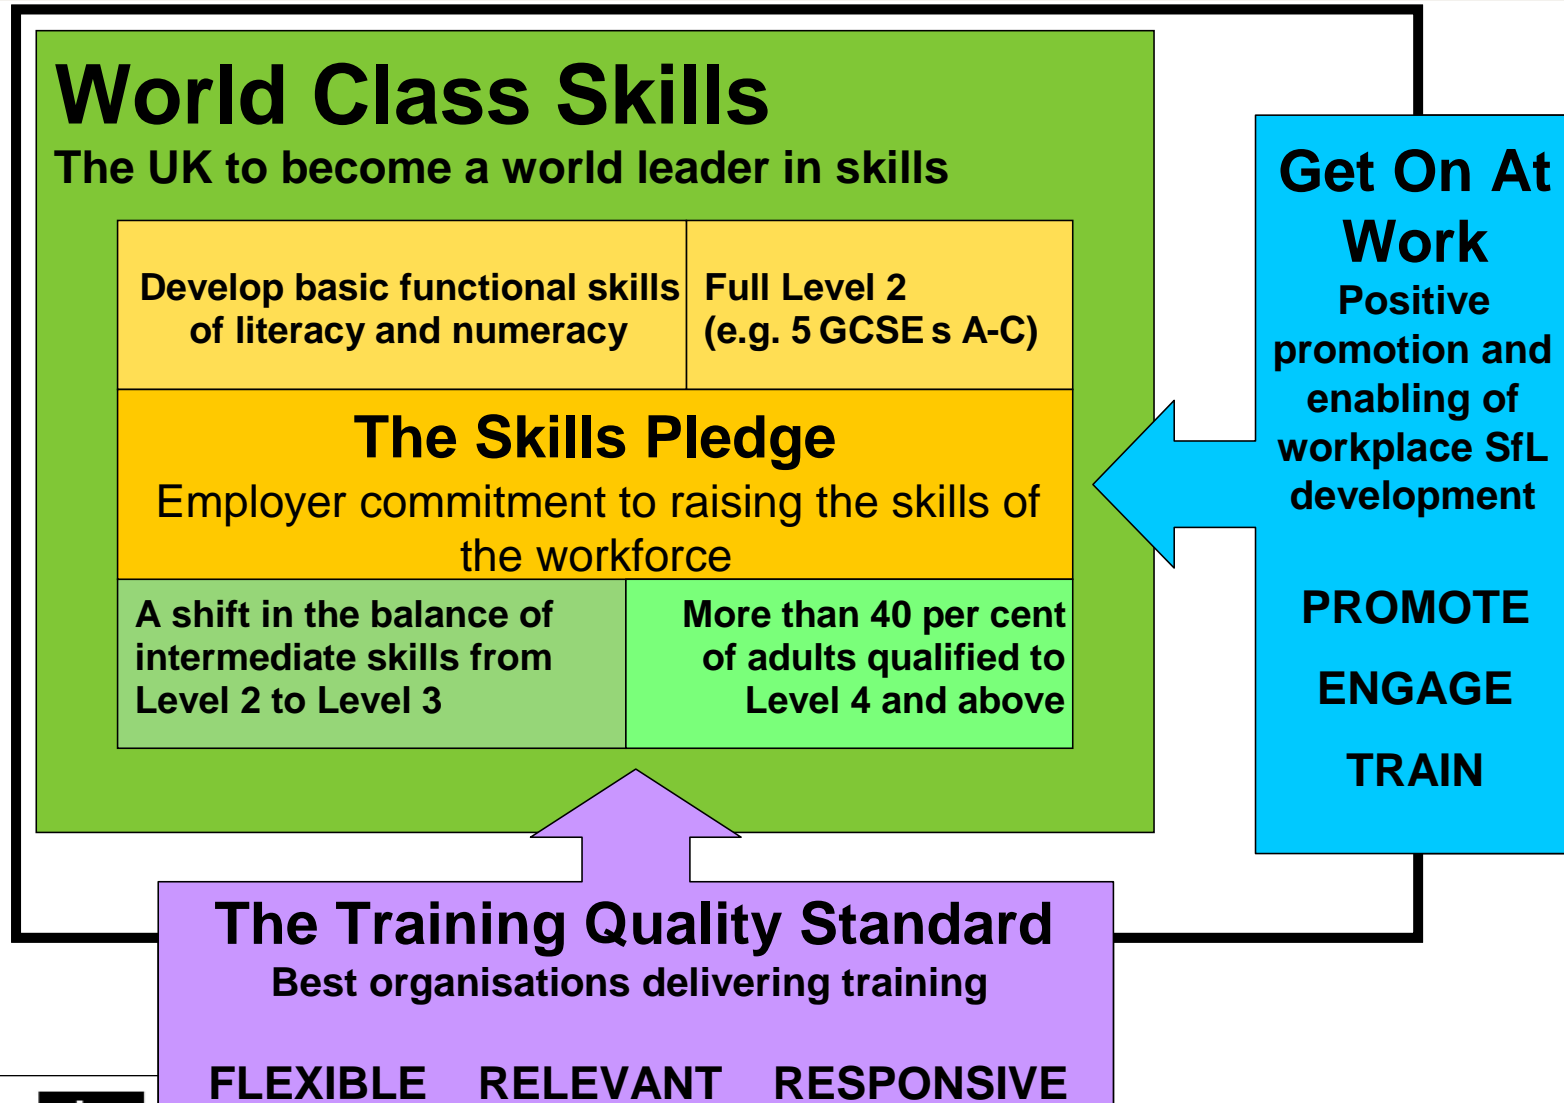 World Class Skills
The UK to become a world leader in skills
Develop basic functional skills
of literacy and numeracy
Full Level 2
(e.g. 5 GCSE s A-C)
The Skills Pledge
Employer commitment to raising the skills of
the workforce
A shift in the balance of
intermediate skills from
Level 2 to Level 3
More than 40 per cent
of adults qualified to
Level 4 and above
Get On At
Work
Positive
promotion and
enabling of
workplace SfL
development
PROMOTE
ENGAGE
TRAIN
The Training Quality Standard
Best organisations delivering training
FLEXIBLE RELEVANT RESPONSIVE